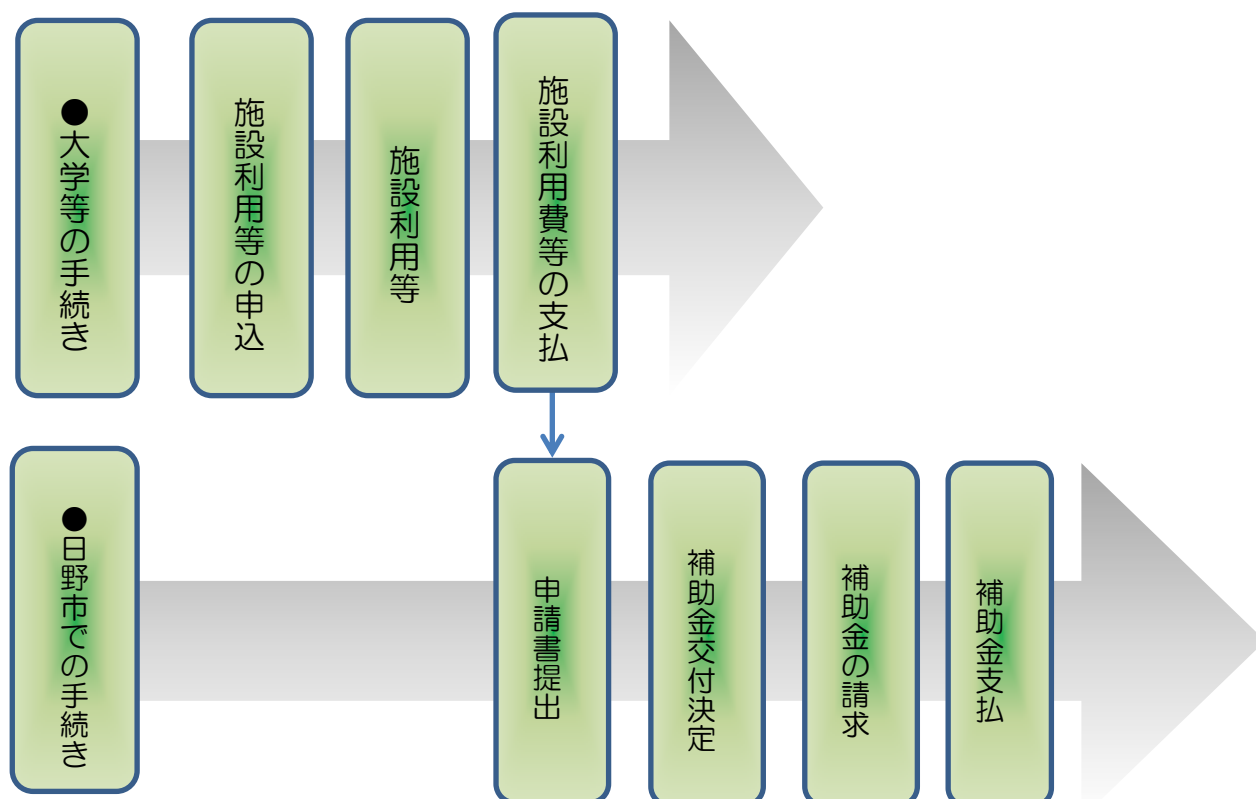 ●大学等の手続き
施設利用等の申込
施設利用等
施設利用費等の支払
●日野市での手続き
申請書提出
補助金交付決定
補助金の請求
補助金支払